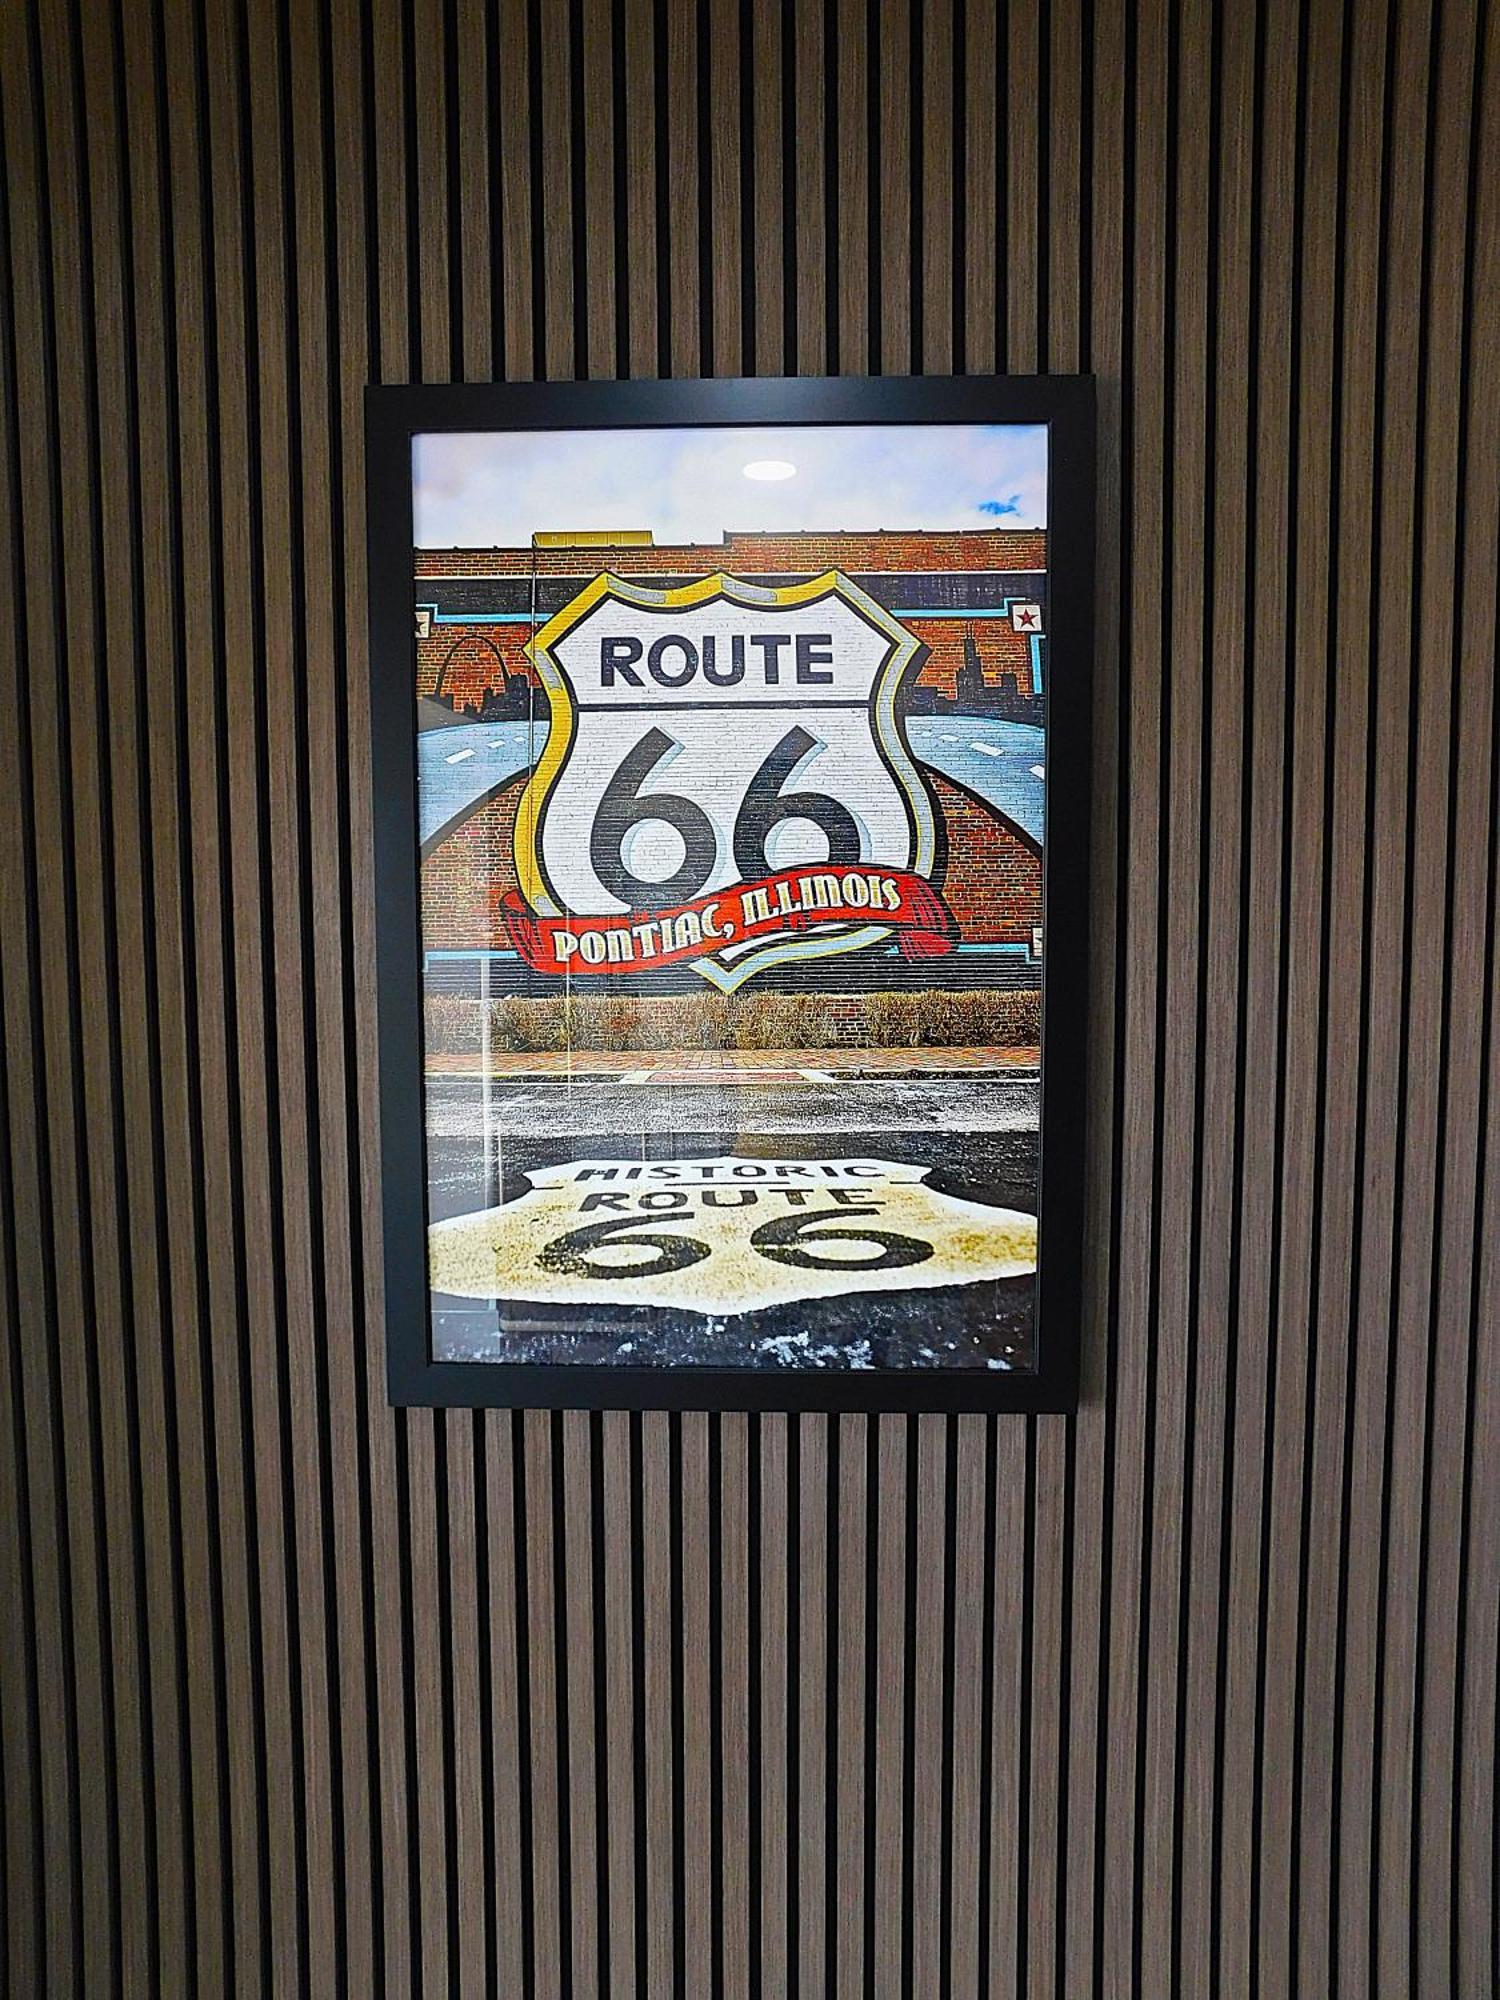 ROUTE
66
PONTIAC, ILLINOIS
HISTORIC
ROUTE
66